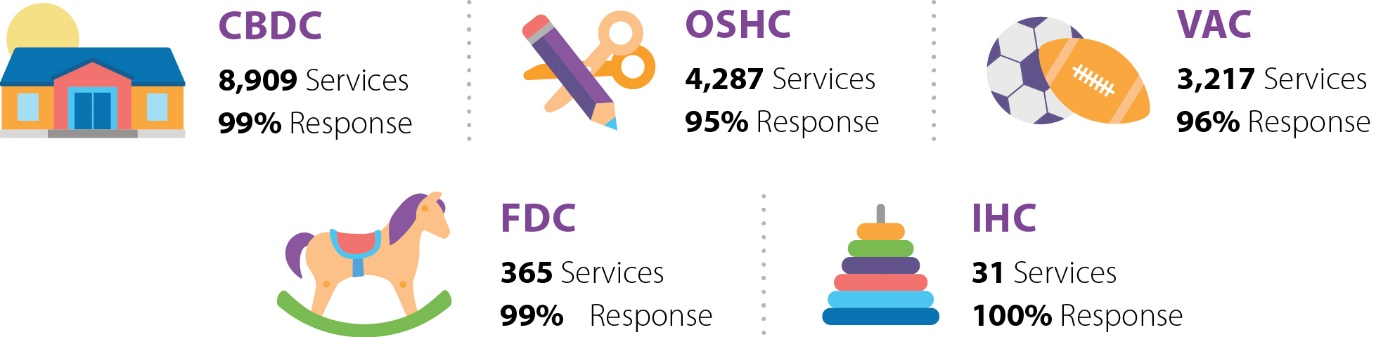 CBDC
8,909 Services
99% Response
OSHC
4,287 Services
95% Response
VAC
3,217 Services
96% Response
FDC
365 Services
99% Response
IHC
31 Services
100% Response